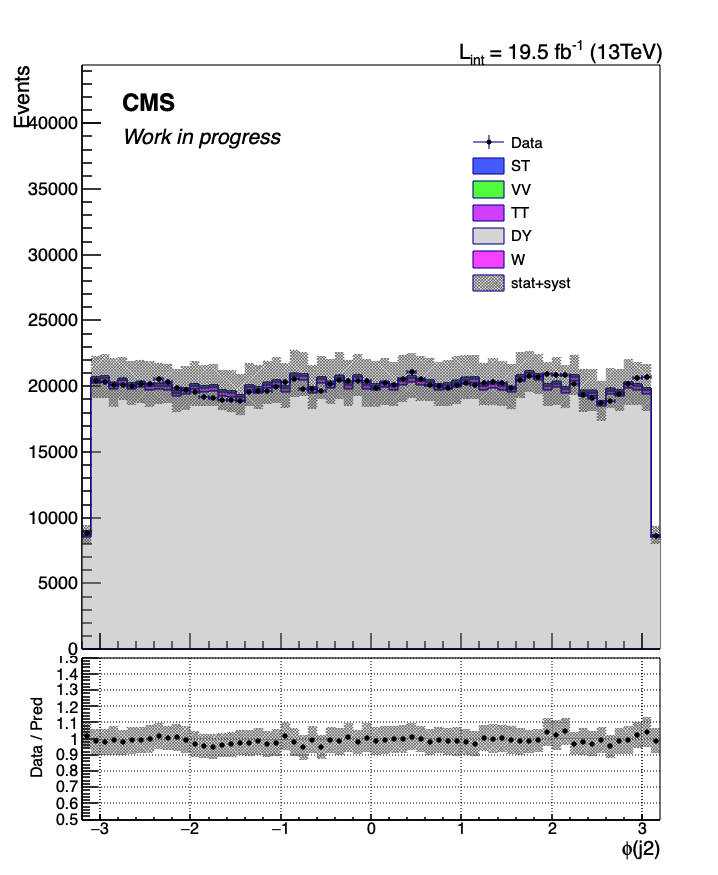 L_int = 19.5 fb^-1 (13TeV)
Events
CMS
Work in progress
Data
ST
VV
TT
DY
W
stat+syst
40000
35000
30000
25000
20000
15000
10000
5000
0
Data / Pred
1.5
1.4
1.3
1.2
1.1
1
0.9
0.8
0.7
0.6
0.5
−3 −2 −1 0 1 2 3
ϕ(j2)